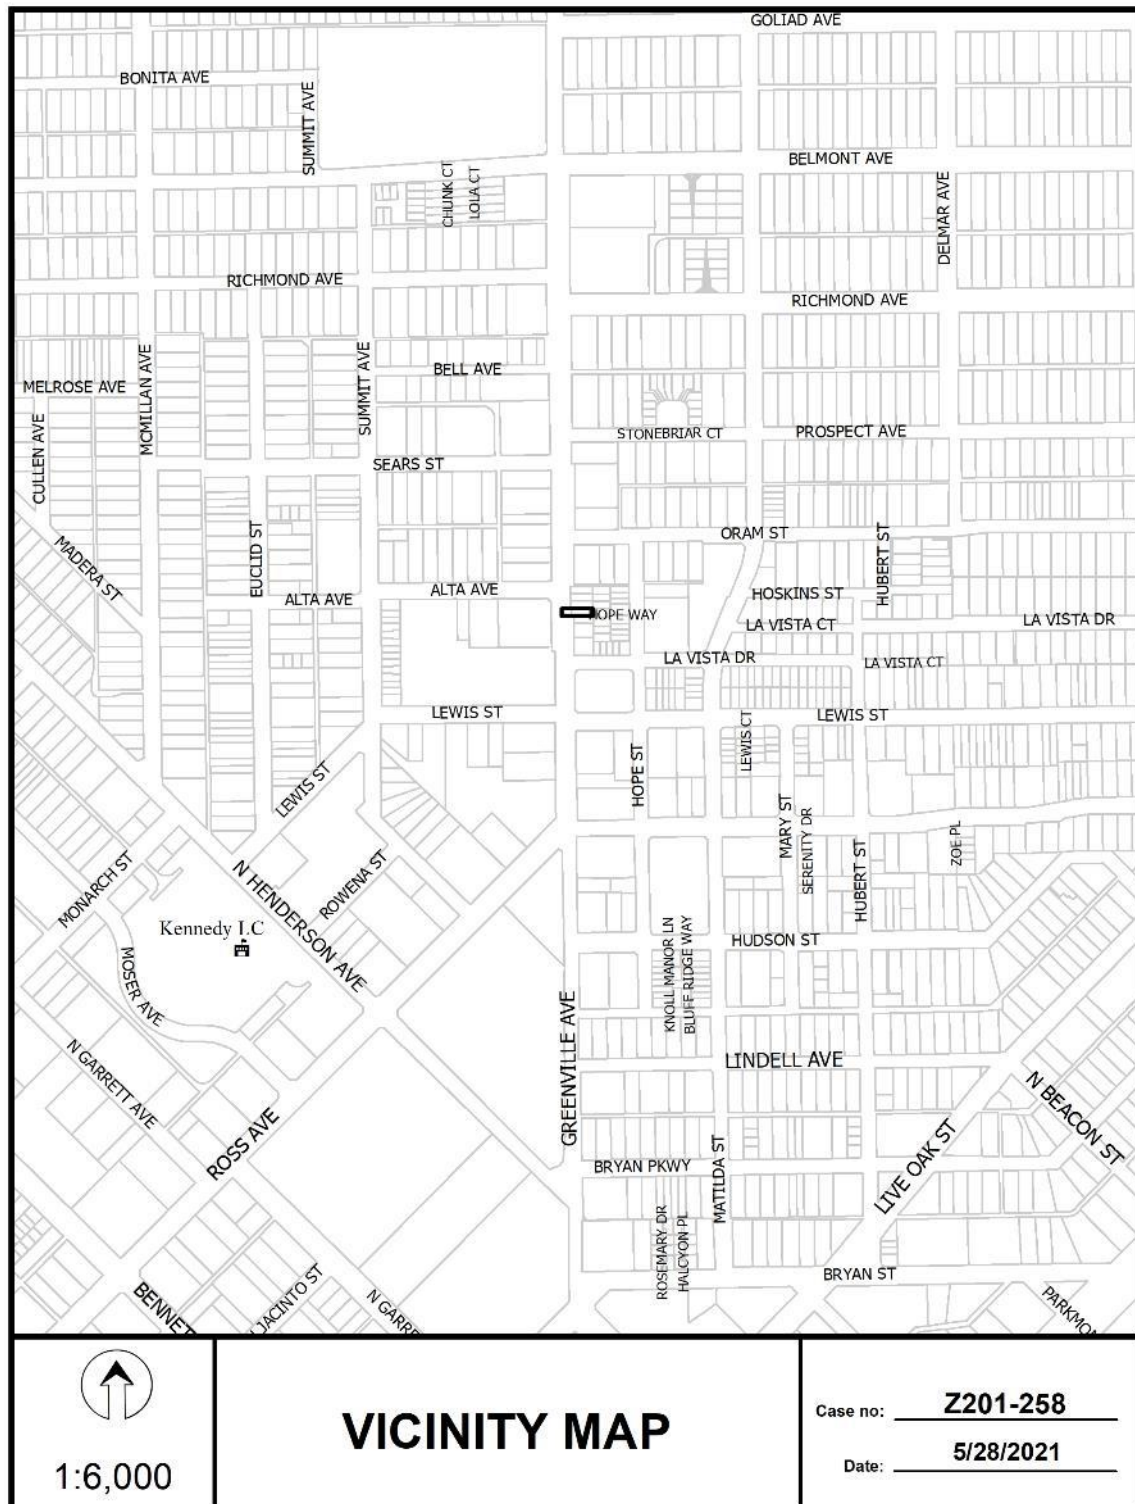 GOLIAD AVE
BONITA AVE
SUMMIT AVE
BELMONT AVE
CHUNK CT
LOLA CT
DELMAR AVE
RICHMOND AVE
RICHMOND AVE
MELROSE AVE
MCMILLAN AVE
SUMMIT AVE
BELL AVE
CULLEN AVE
STONEBRIAR CT
PROSPECT AVE
SEARS ST
MADERA ST
EUCLID ST
ORAM ST
HUBERT ST
ALTA AVE
ALTA AVE
HOSKINS ST
HOPE WAY
LA VISTA CT
LA VISTA DR
LA VISTA DR
LA VISTA CT
LEWIS ST
LEWIS ST
LEWIS CT
HOPE ST
LEWIS ST
MARY ST
SERENITY DR
HUBERT ST
ZOE PL
MONARCH ST
N HENDERSON AVE
ROWENA ST
Kennedy LC
MOSER AVE
KNOLL MANOR LN
BLUFF RIDGE WAY
HUDSON ST
N GARRETT AVE
GREENVILLE AVE
LINDELL AVE
N BEACON ST
ROSS AVE
BRYAN PKWY
MATILDA ST
LIVE OAK ST
ROSEMARY DR
HALCYON PL
BRYAN ST
BENNET
JACINTO ST
N GARRE
PARKMO
1:6,000
VICINITY MAP
Case no: Z201-258
Date: 5/28/2021